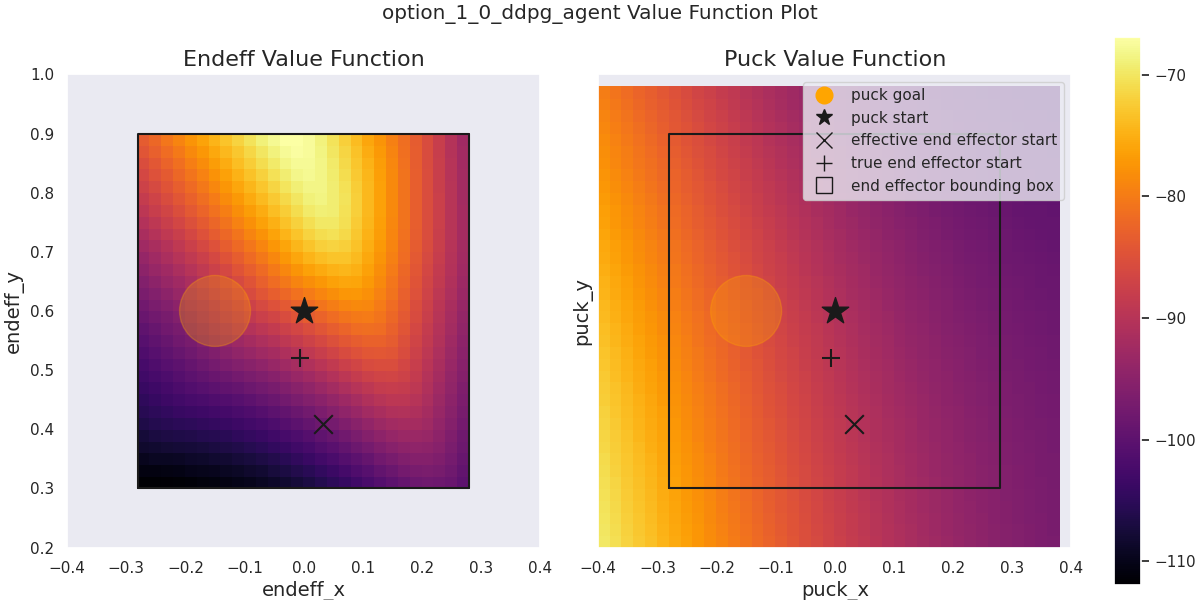 option_1_0_ddpg_agent Value Function Plot
Endeff Value Function
1.0
0.9
0.8
0.7
0.6
0.5
0.4
0.3
0.2
endeff_y
−0.4 −0.3 −0.2 −0.1 0.0 0.1 0.2 0.3 0.4
endeff_x
Puck Value Function
puck goal
puck start
effective end effector start
true end effector start
end effector bounding box
puck_y
−0.4 −0.3 −0.2 −0.1 0.0 0.1 0.2 0.3 0.4
puck_x
−70
−80
−90
−100
−110